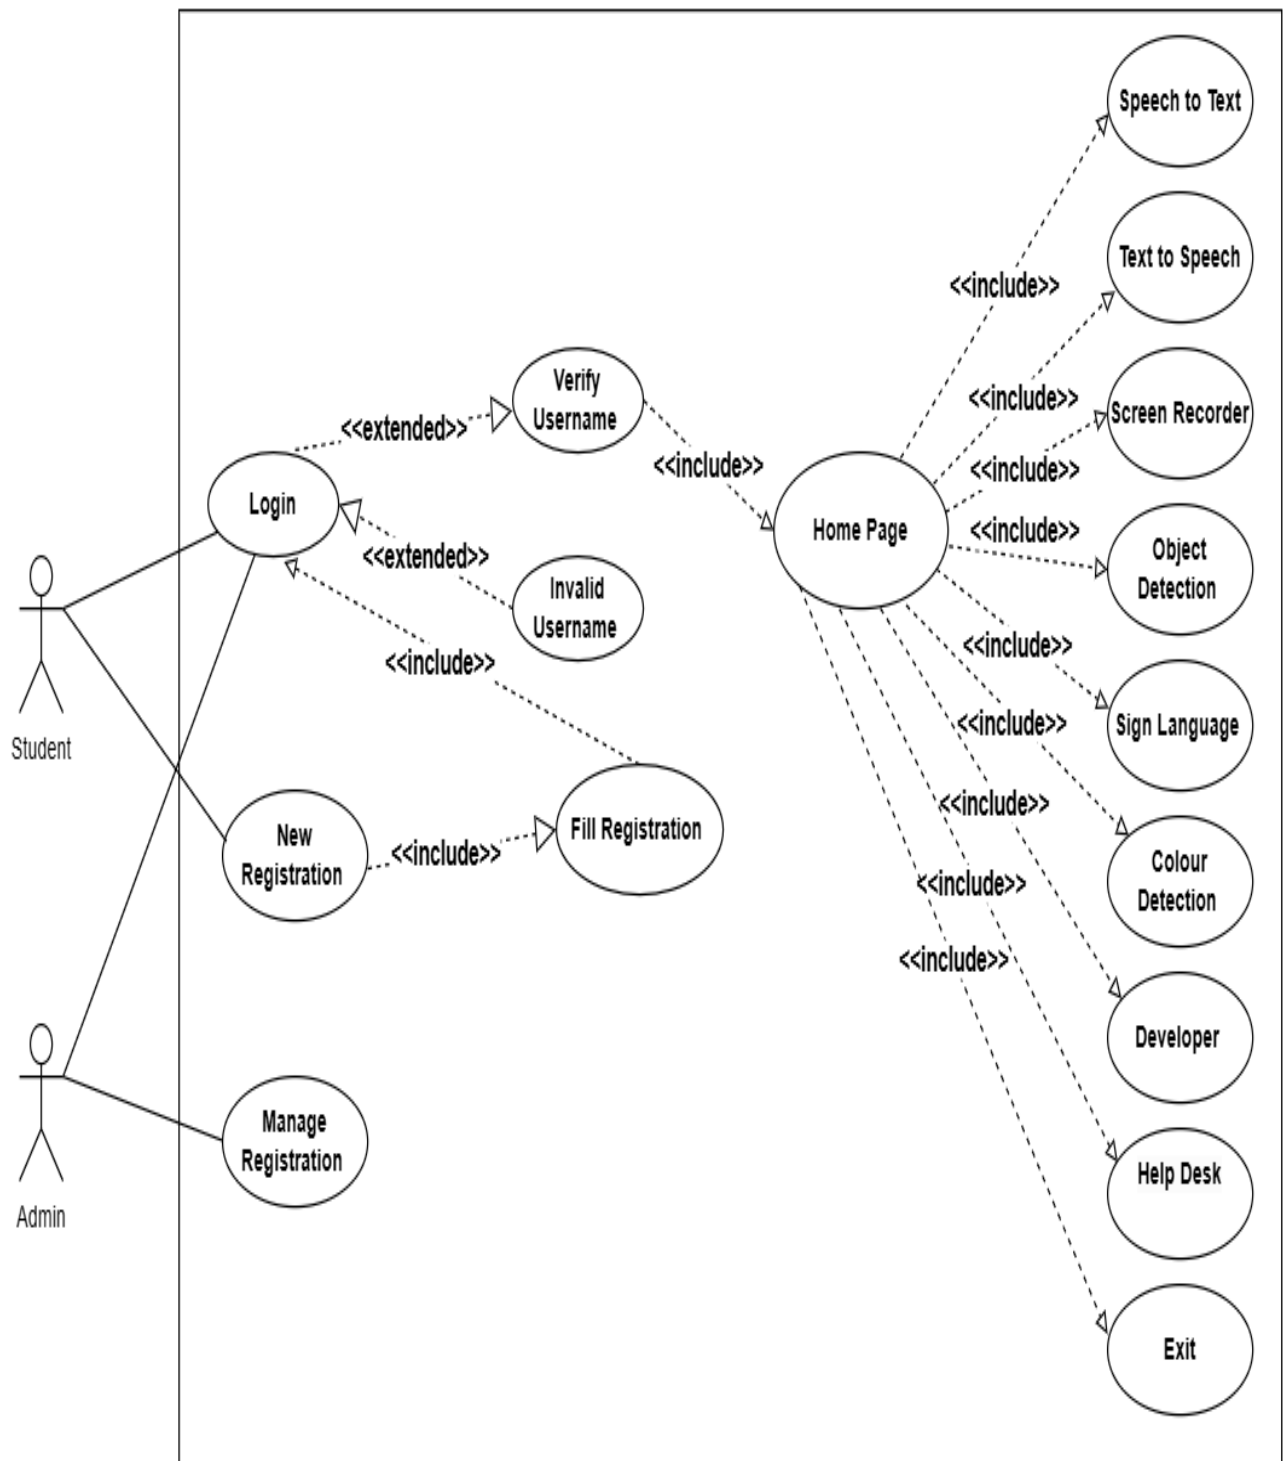 Speech to Text
Text to Speech
<<include>>
Verify
Username
<<include>>
Screen Recorder
<<extended>>
<<include>>
<<include>>
Login
Home Page
<<include>>
<<extended>>
Object
Detection
Invalid
Username
<<include>>
<<include>>
Student
<<include>>
Sign Language
<<include>>
New
Registration
<<include>>
Fill Registration
<<include>>
Colour
Detection
<<include>>
Developer
Manage
Registration
Help Desk
Admin
Exit